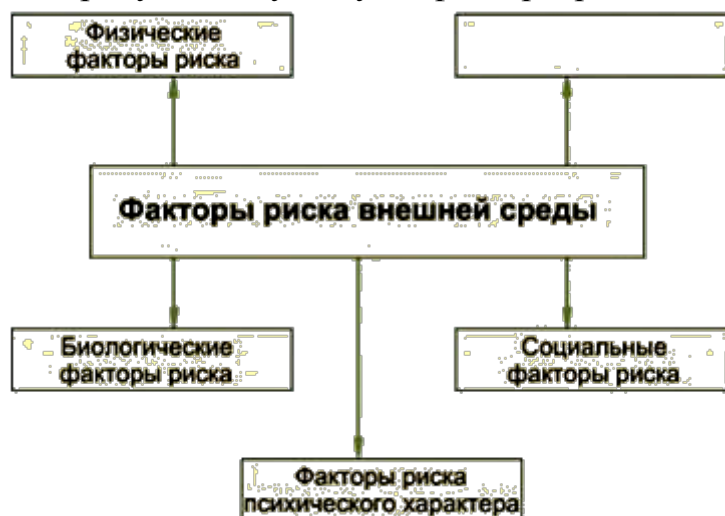 Физические
факторы риска
Факторы риска внешней среды
Биологические
факторы риска
Социальные
факторы риска
Факторы риска
психического характера